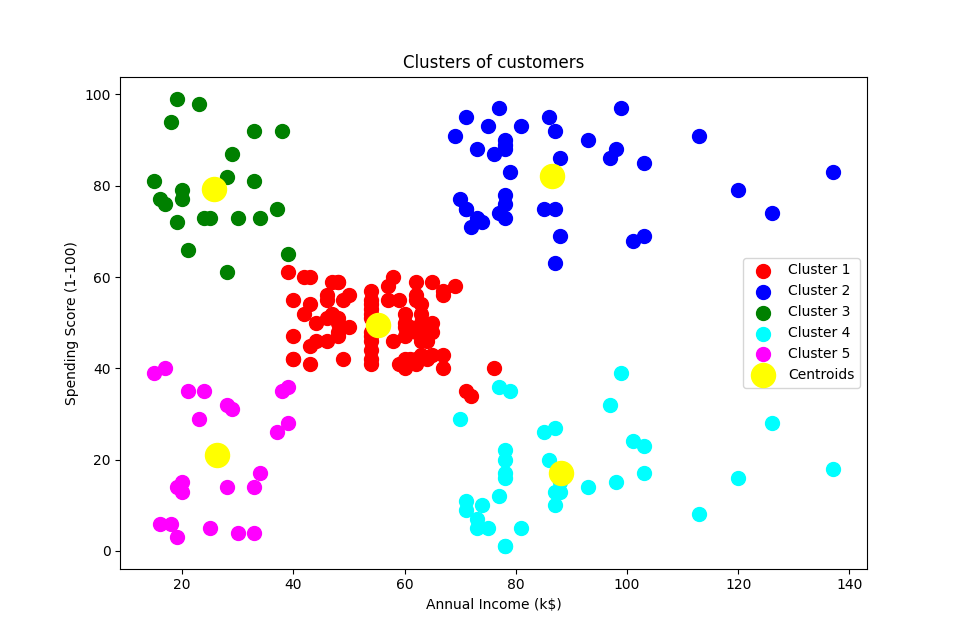 Clusters of customers
100
80
60
40
20
0
Spending Score (1-100)
20 40 60 80 100 120 140
Annual Income (k$)
Cluster 1
Cluster 2
Cluster 3
Cluster 4
Cluster 5
Centroids